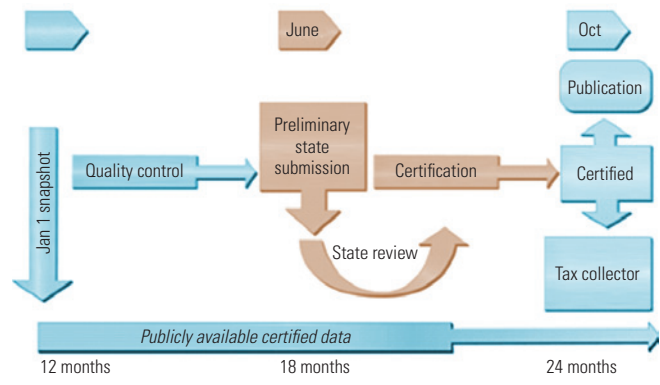 June
Oct
Publication
Preliminary
state
submission
Jan 1 snapshot
Quality control
Certification
Certified
State review
Tax collector
Publicly available certified data
12 months
18 months
24 months